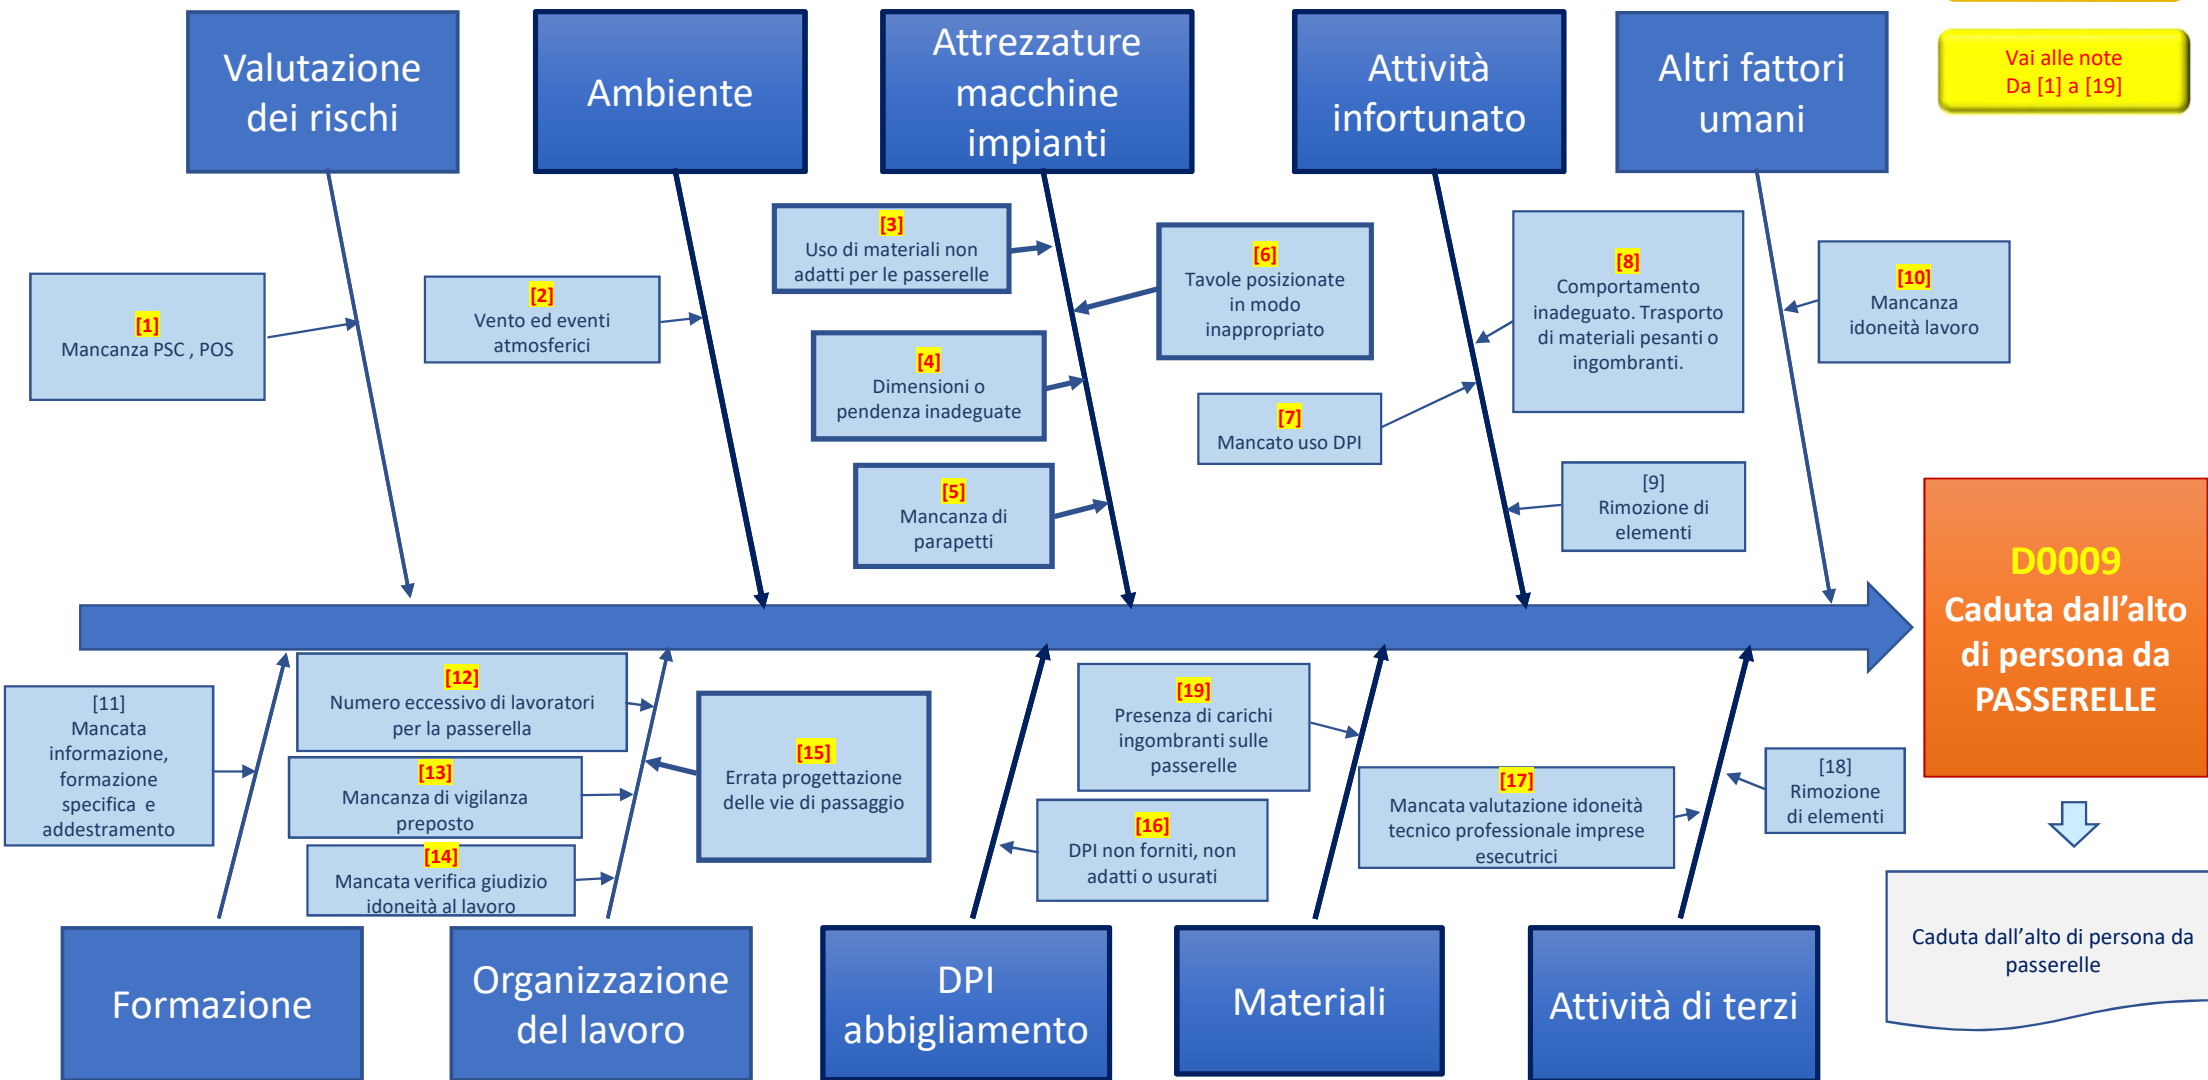 Valutazione
dei rischi
Ambiente
Attrezzature
macchine
impianti
Attività
infortunato
Altri fattori
umani
Vai alle note
Da [1] a [19]
[1]
Mancanza PSC , POS
[2]
Vento ed eventi
atmosferici
[3]
Uso di materiali non
adatti per le passerelle
[4]
Dimensioni o
pendenza inadeguate
[5]
Mancanza di
parapetti
[6]
Tavole posizionate
in modo
inappropriato
[7]
Mancato uso DPI
[8]
Comportamento
inadeguato. Trasporto
di materiali pesanti o
ingombranti.
[9]
Rimozione di
elementi
[10]
Mancanza
idoneità lavoro
D0009
Caduta dall’alto
di persona da
PASSERELLE
[11]
Mancata
informazione,
formazione
specifica e
addestramento
[12]
Numero eccessivo di lavoratori
per la passerella
[13]
Mancanza di vigilanza
preposto
[14]
Mancata verifica giudizio
idoneità al lavoro
[15]
Errata progettazione
delle vie di passaggio
[19]
Presenza di carichi
ingombranti sulle
passerelle
[16]
DPI non forniti, non
adatti o usurati
[17]
Mancata valutazione idoneità
tecnico professionale imprese
esecutrici
[18]
Rimozione
di elementi
Caduta dall’alto di persona da
passerelle
Formazione
Organizzazione
del lavoro
DPI
abbigliamento
Materiali
Attività di terzi